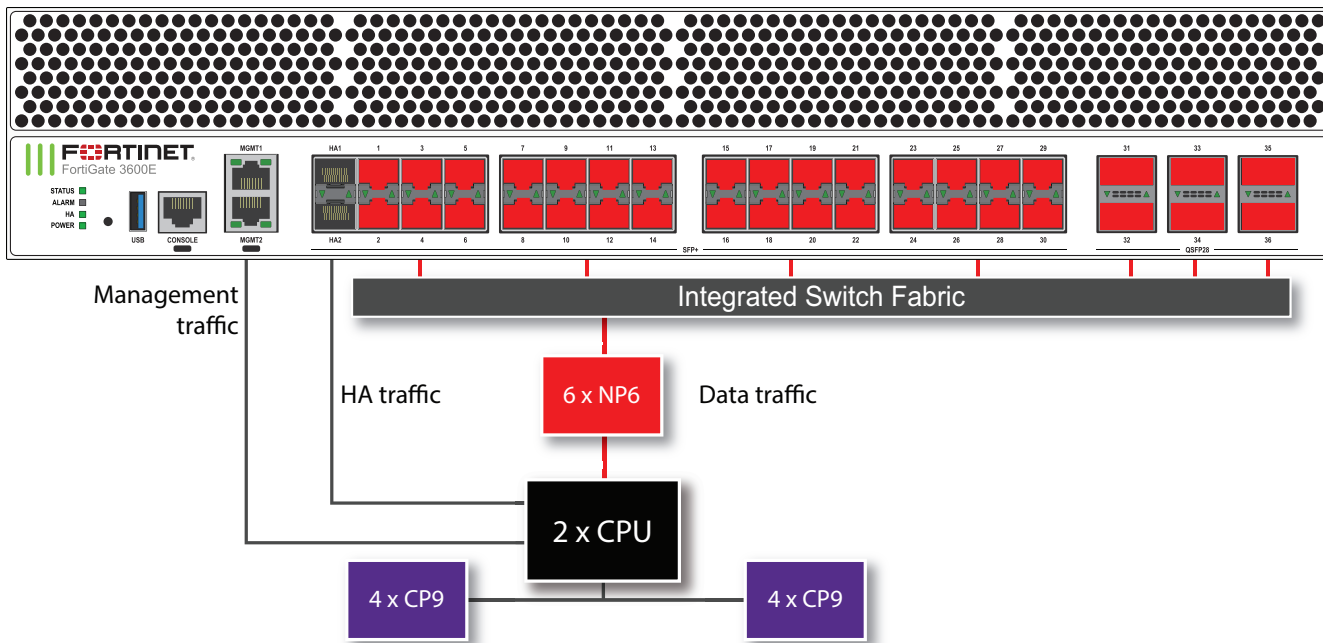 FORTINET
FortiGate 3600E
STATUS
ALARM
HA
POWER
USB
CONSOLE
MGMT1
MGMT2
HA1 1 3 5 7 9 11 13 15 17 19 21 23 25 27 29 31 33 35
HA2 2 4 6 8 10 12 14 16 18 20 22 24 26 28 30 32 34 36
SFP+ QSFP28
Management
traffic
Integrated Switch Fabric
HA traffic
6 x NP6
Data traffic
2 x CPU
4 x CP9
4 x CP9